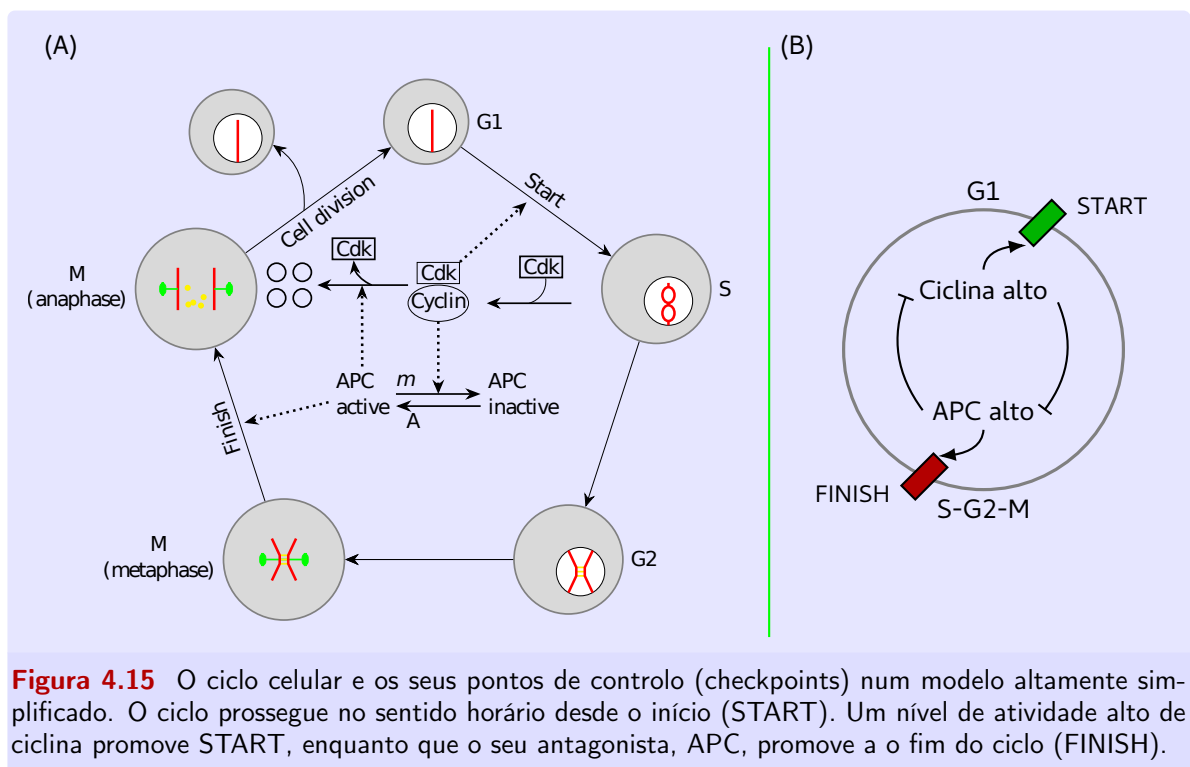 (A)
G1
Cell division
Start
M
(anaphase)
Cdk
Cdk
Cyclin
Cdk
S
APC
active
m
A
APC
inactive
Finish
M
(metaphase)
G2
(B)
G1
START
Ciclina alto
APC alto
FINISH
S-G2-M
Figura 4.15 O ciclo celular e os seus pontos de controlo (checkpoints) num modelo altamente sim-
plificado. O ciclo prossegue no sentido horário desde o início (START). Um nível de atividade alto de
ciclina promove START, enquanto que o seu antagonista, APC, promove a o fim do ciclo (FINISH).